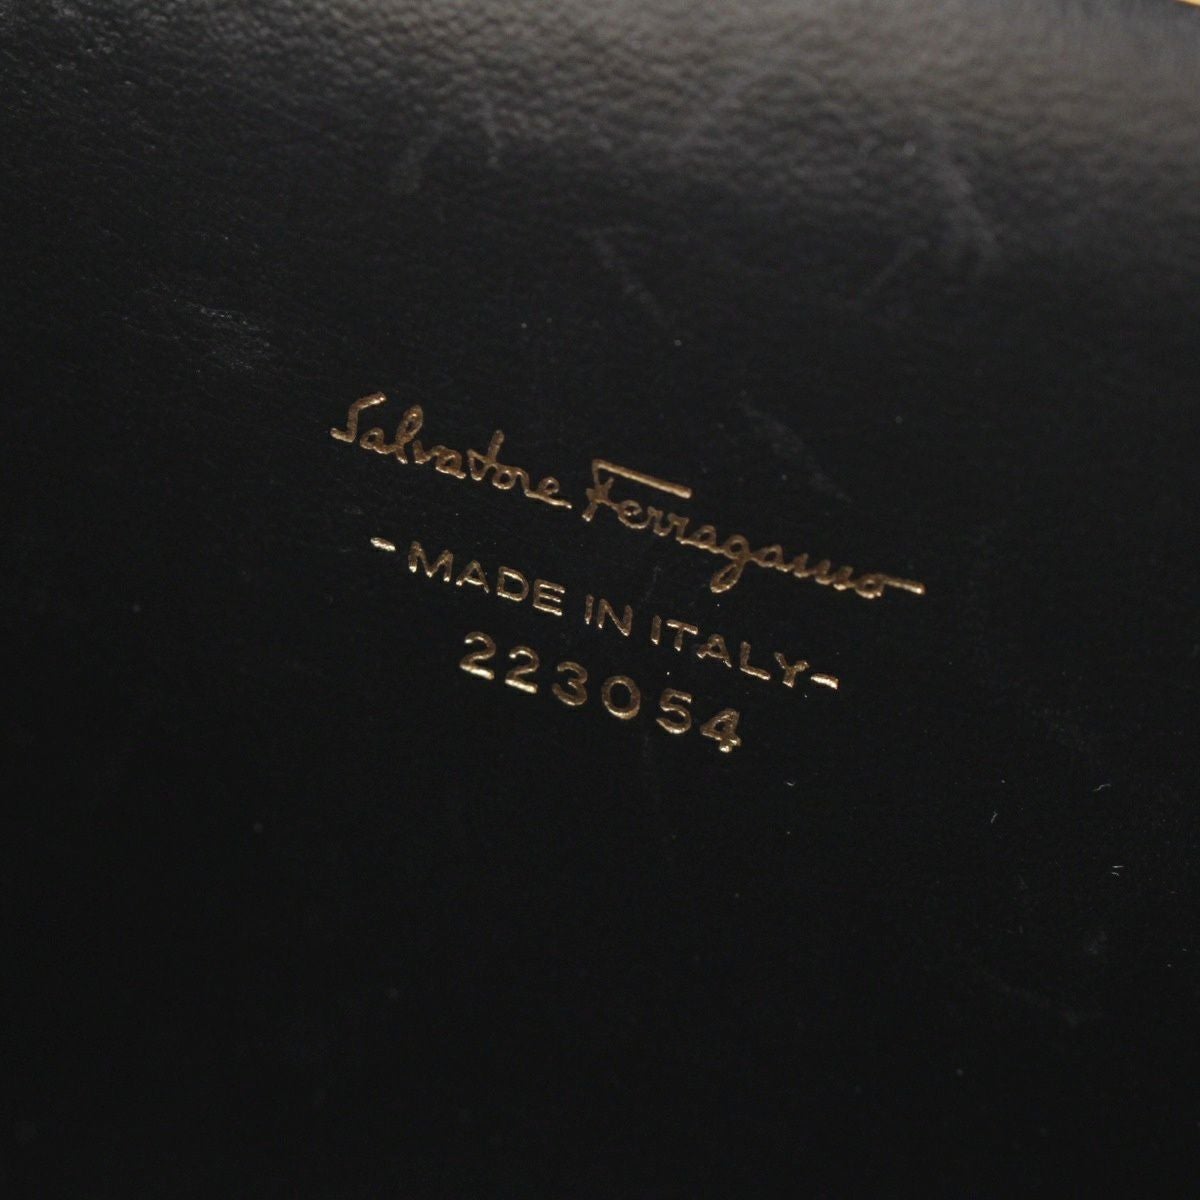 Salvatore Ferragamo
-MADE IN ITALY-
223054